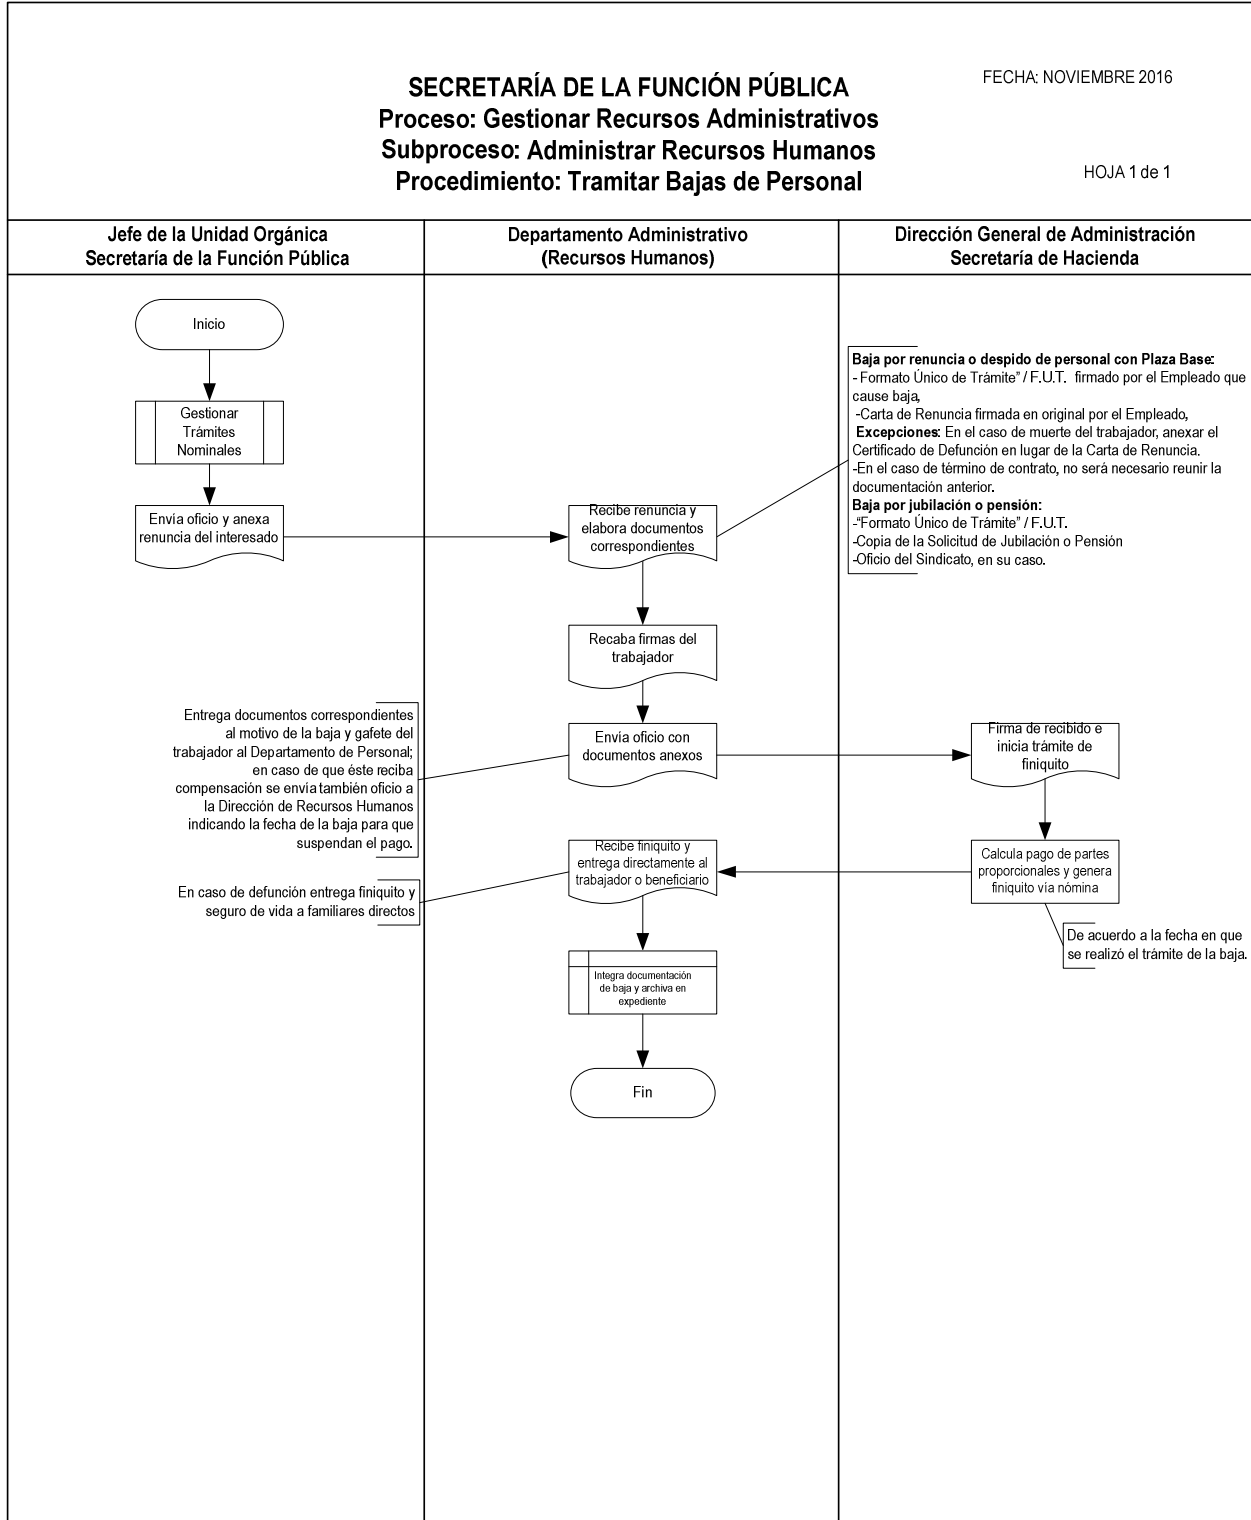 SECRETARÍA DE LA FUNCIÓN PÚBLICA
Proceso: Gestionar Recursos Administrativos
Subproceso: Administrar Recursos Humanos
Procedimiento: Tramitar Bajas de Personal
FECHA: NOVIEMBRE 2016
HOJA 1 de 1
Jefe de la Unidad Orgánica
Secretaría de la Función Pública
Departamento Administrativo
(Recursos Humanos)
Dirección General de Administración
Secretaría de Hacienda
Inicio
Gestionar
Trámites
Nominales
Envía oficio y anexa
renuncia del interesado
Recibe renuncia y
elabora documentos
correspondientes
Baja por renuncia o despido de personal con Plaza Base:
- Formato Único de Trámite” / F.U.T. firmado por el Empleado que
cause baja,
-Carta de Renuncia firmada en original por el Empleado,
Excepciones: En el caso de muerte del trabajador, anexar el
Certificado de Defunción en lugar de la Carta de Renuncia.
-En el caso de término de contrato, no será necesario reunir la
documentación anterior.
Baja por jubilación o pensión:
-“Formato Único de Trámite” / F.U.T.
-Copia de la Solicitud de Jubilación o Pensión
-Oficio del Sindicato, en su caso.
Recaba firmas del
trabajador
Entrega documentos correspondientes
al motivo de la baja y gafete del
trabajador al Departamento de Personal;
en caso de que éste reciba
compensación se envía también oficio a
la Dirección de Recursos Humanos
indicando la fecha de la baja para que
suspendan el pago.
Envía oficio con
documentos anexos
Firma de recibido e
inicia trámite de
finiquito
Calcula pago de partes
proporcionales y genera
finiquito vía nómina
De acuerdo a la fecha en que
se realizó el trámite de la baja.
Recibe finiquito y
entrega directamente al
trabajador o beneficiario
En caso de defunción entrega finiquito y
seguro de vida a familiares directos
Integra documentación
de baja y archiva en
expediente
Fin